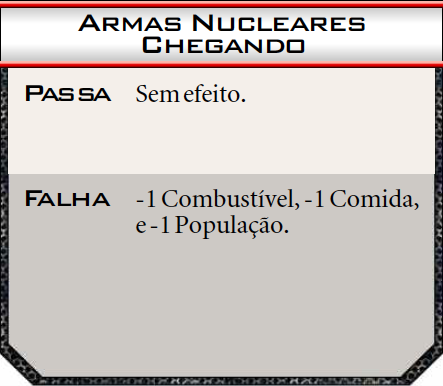 Armas Nucleares
Chegando
Passa Sem efeito.
Falha -1 Combustível, -1 Comida,
e -1 População.